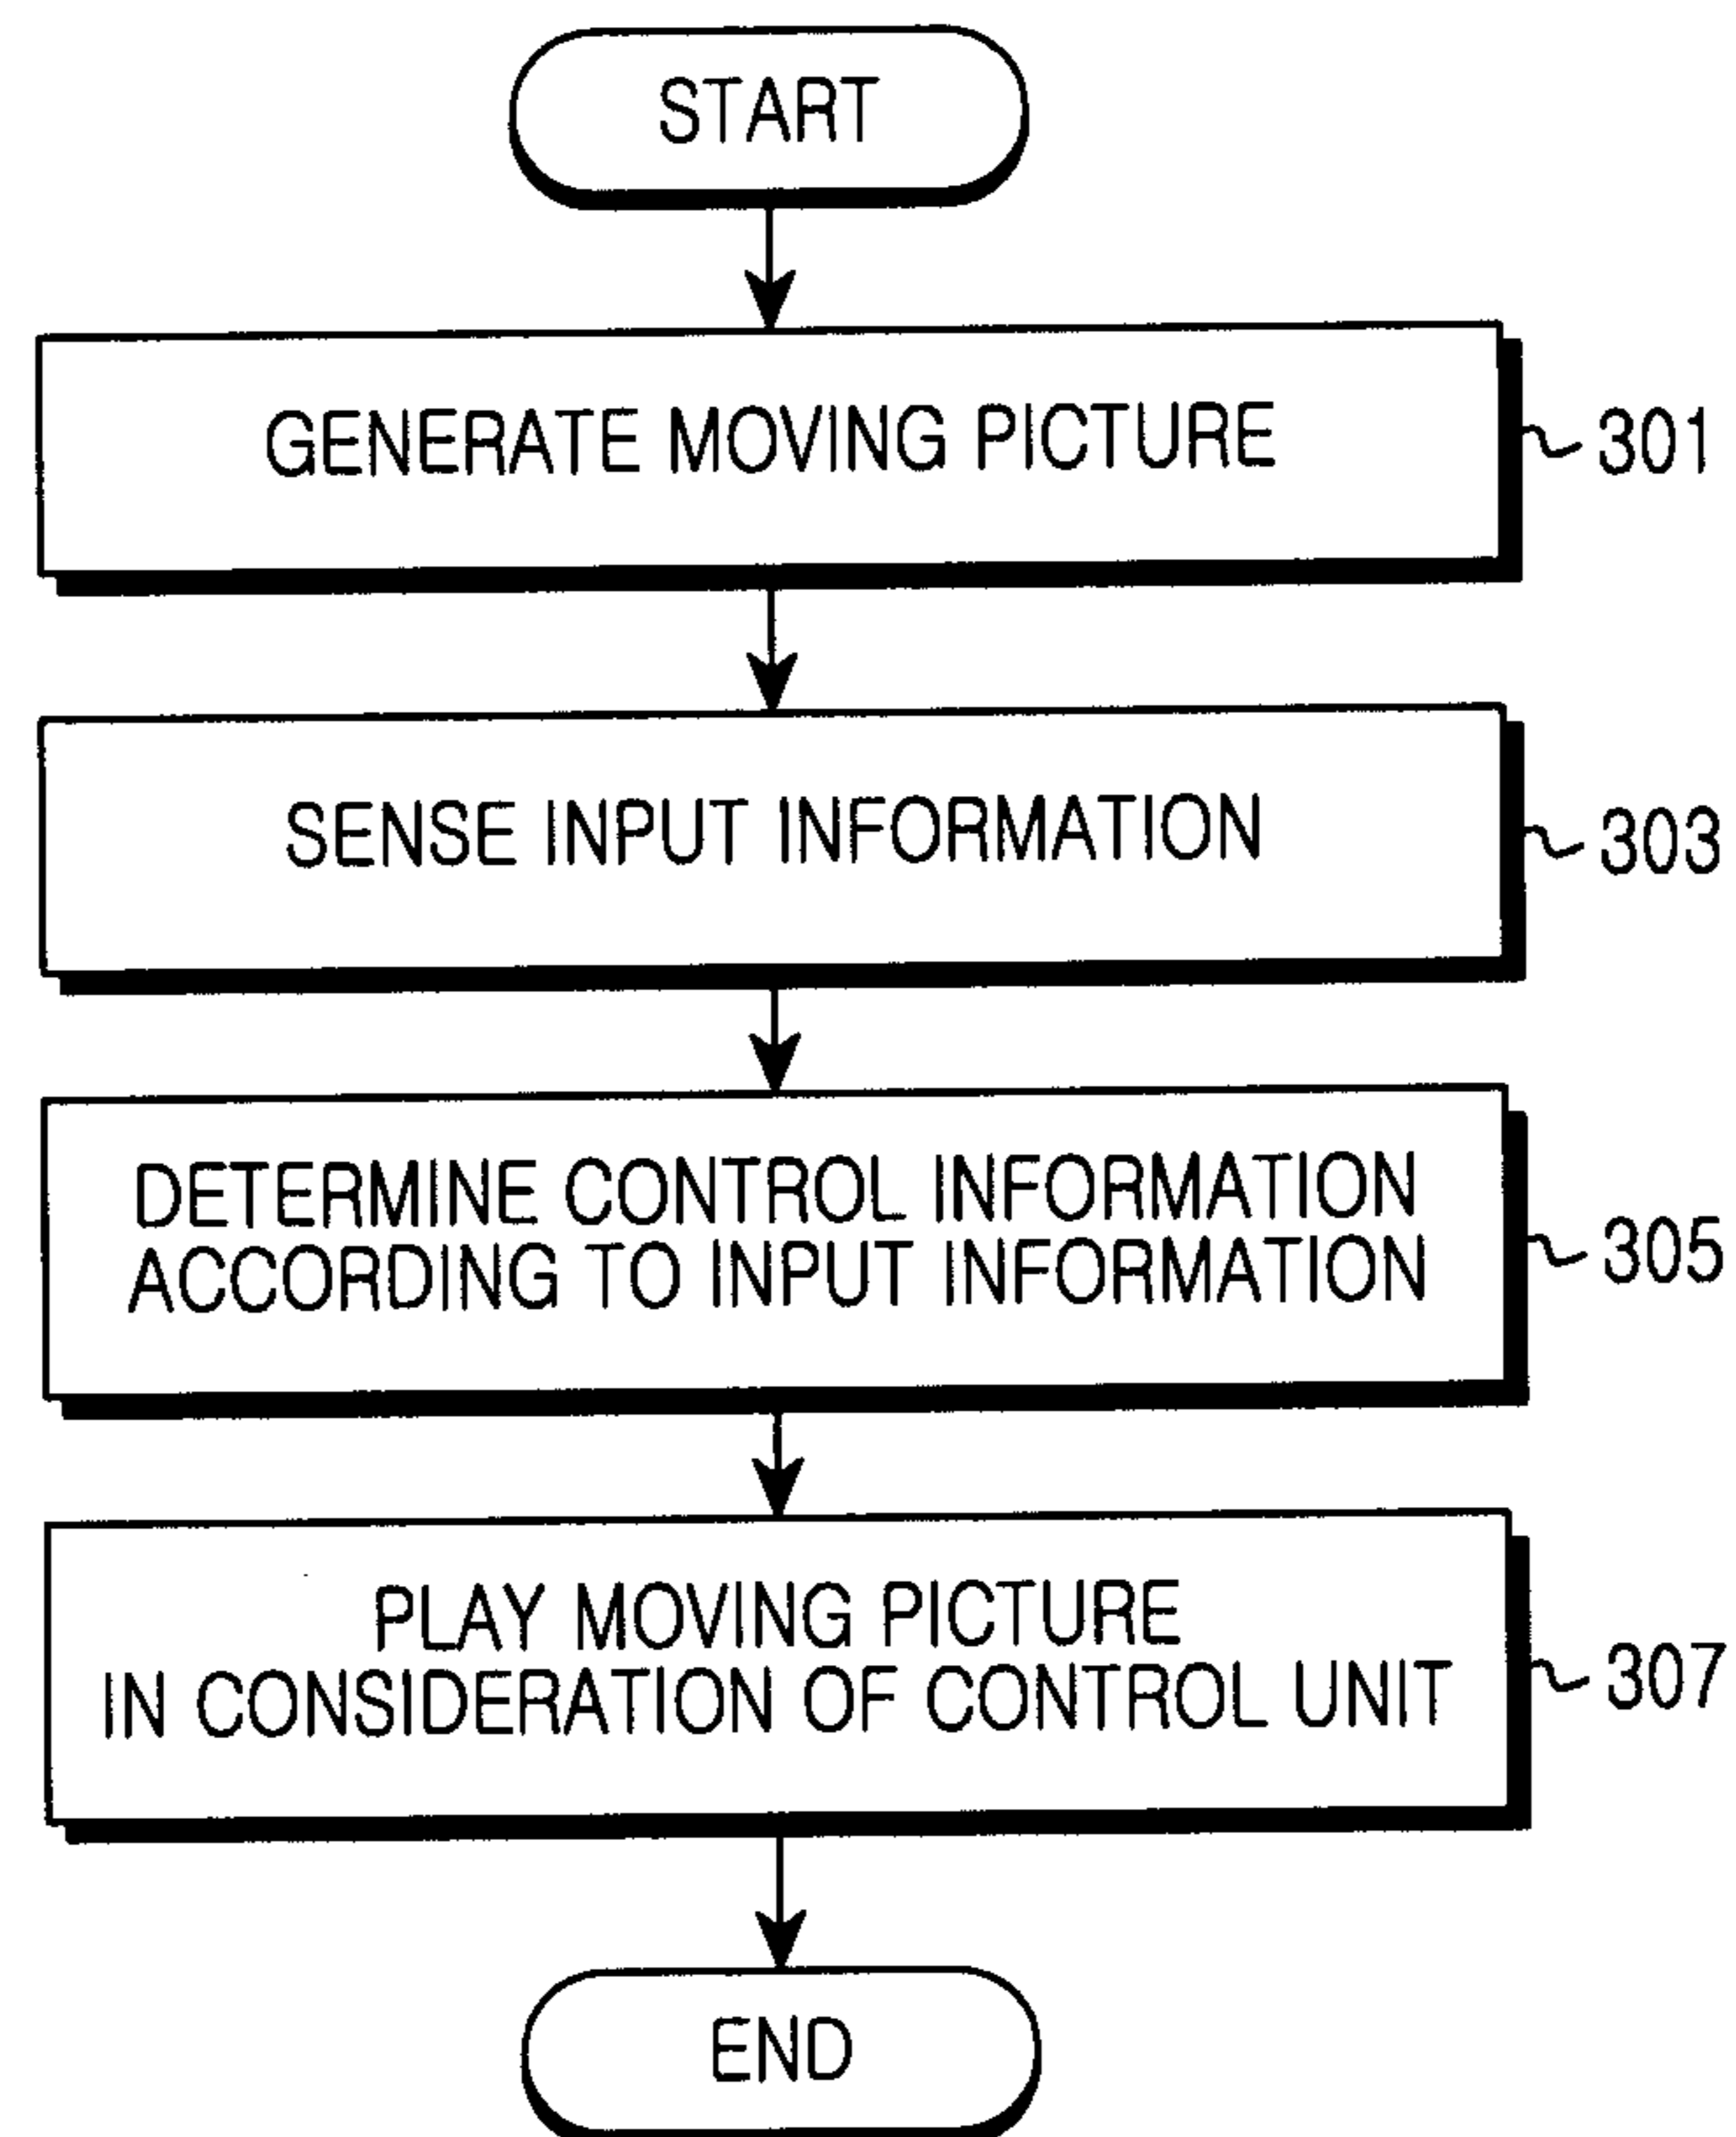 START
GENERATE MOVING PICTURE
301
SENSE INPUT INFORMATION
303
DETERMINE CONTROL INFORMATION
ACCORDING TO INPUT INFORMATION
305
PLAY MOVING PICTURE
IN CONSIDERATION OF CONTROL UNIT
307
END